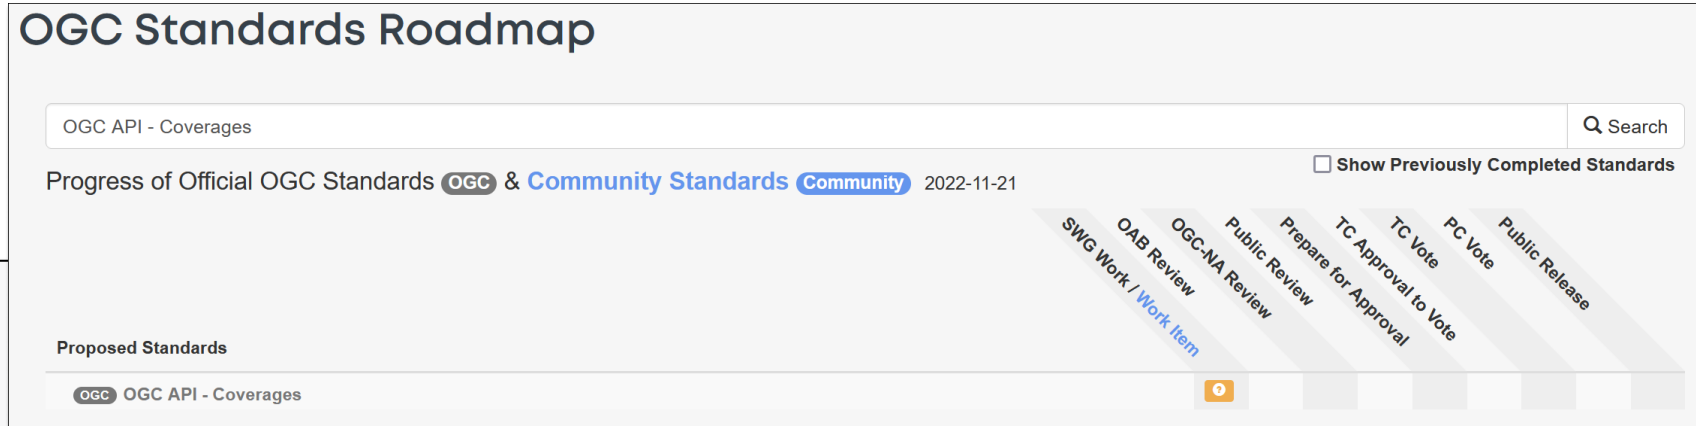 OGC Standards Roadmap
OGC API - Coverages
Search
Show Previously Completed Standards
Progress of Official OGC Standards OGC & Community Standards Community 2022-11-21
SWG Work / Work Item
OAB Review
OGC-NA Review
Public Review
Prepare for Approval
TC Approval to Vote
TC Vote
PC Vote
Public Release
Proposed Standards
OGC OGC API - Coverages
?